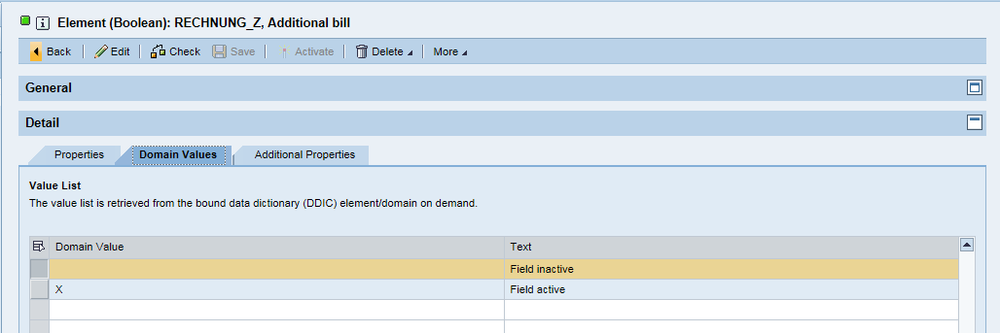 Element (Boolean): RECHNUNG_Z, Additional bill
Back Edit Check Save Activate Delete More
General
Detail
Properties Domain Values Additional Properties
Value List
The value list is retrieved from the bound data dictionary (DDIC) element/domain on demand.
Domain Value Text
Field inactive
X Field active